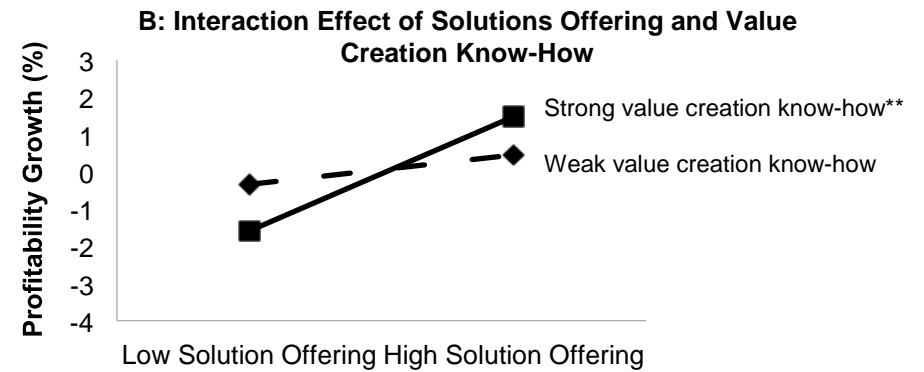 B: Interaction Effect of Solutions Offering and Value
Creation Know-How
Profitability Growth (%)
3
2
1
0
-1
-2
-3
-4
Strong value creation know-how**
Weak value creation know-how
Low Solution Offering High Solution Offering